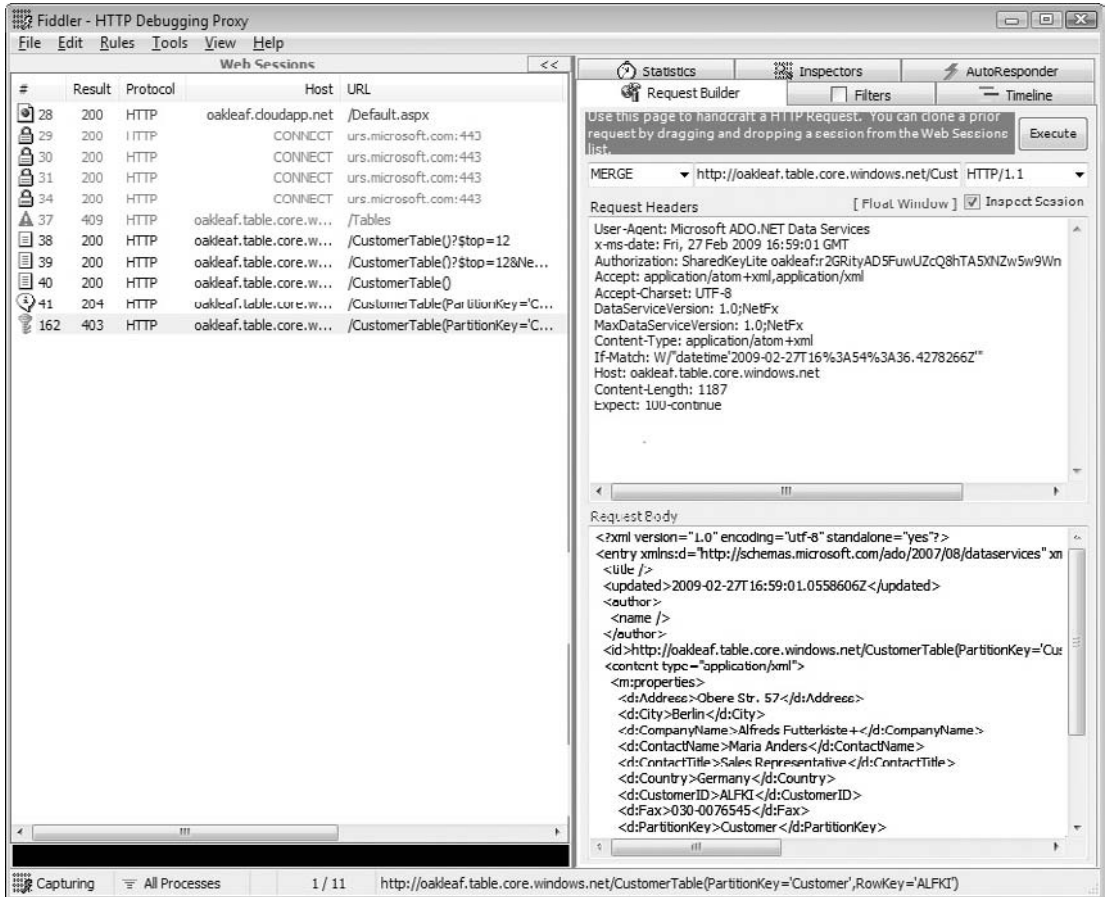 Fiddler - HTTP Debugging Proxy
File Edit Rules Tools View Help
Web Sessions <<
# Result Protocol Host URL
28 200 HTTP oakleaf.cloudapp.net /Default.aspx
29 200 HTTP CONNECT urs.microsoft.com:443
30 200 HTTP CONNECT urs.microsoft.com:443
31 200 HTTP CONNECT urs.microsoft.com:443
34 200 HTTP CONNECT urs.microsoft.com:443
37 409 HTTP oakleaf.table.core.w... /Tables
38 200 HTTP oakleaf.table.core.w... /CustomerTable()?$top=12
39 200 HTTP oakleaf.table.core.w... /CustomerTable()?$top=12&Ne...
40 200 HTTP oakleaf.table.core.w... /CustomerTable()
41 204 HTTP oakleaf.table.core.w... /CustomerTable(PartitionKey='C...
162 403 HTTP oakleaf.table.core.w... /CustomerTable(PartitionKey='C...
Capturing All Processes 1 / 11 http://oakleaf.table.core.windows.net/CustomerTable(PartitionKey='Customer',RowKey='ALFKI')
Statistics Inspectors AutoResponder
Request Builder Filters Timeline
Use this page to handcraft a HTTP Request. You can clone a prior
request by dragging and dropping a session from the Web Sessions
list.
Execute
MERGE http://oakleaf.table.core.windows.net/Cust HTTP/1.1
Request Headers [ Float Window ] Inspect Session
User-Agent: Microsoft ADO.NET Data Services
x-ms-date: Fri, 27 Feb 2009 16:59:01 GMT
Authorization: SharedKeyLite oakleaf:r2GRityAD5FuwUZcQ8hTA5XNZw5w9Wn
Accept: application/atom+xml,application/xml
Accept-Charset: UTF-8
DataServiceVersion: 1.0;NetFx
MaxDataServiceVersion: 1.0;NetFx
Content-Type: application/atom+xml
If-Match: W/"datetime'2009-02-27T16%3A54%3A36.4278266Z'"
Host: oakleaf.table.core.windows.net
Content-Length: 1187
Expect: 100-continue
Request Body
<?xml version="1.0" encoding="utf-8" standalone="yes"?>
<entry xmlns:d="http://schemas.microsoft.com/ado/2007/08/dataservices" xm
<title />
<updated>2009-02-27T16:59:01.0558606Z</updated>
<author>
<name />
</author>
<id>http://oakleaf.table.core.windows.net/CustomerTable(PartitionKey='Cus
<content type="application/xml">
<m:properties>
<d:Address>Obere Str. 57</d:Address>
<d:City>Berlin</d:City>
<d:CompanyName>Alfreds Futterkiste+</d:CompanyName>
<d:ContactName>Maria Anders</d:ContactName>
<d:ContactTitle>Sales Representative</d:ContactTitle>
<d:Country>Germany</d:Country>
<d:CustomerID>ALFKI</d:CustomerID>
<d:Fax>030-0076545</d:Fax>
<d:PartitionKey>Customer</d:PartitionKey>